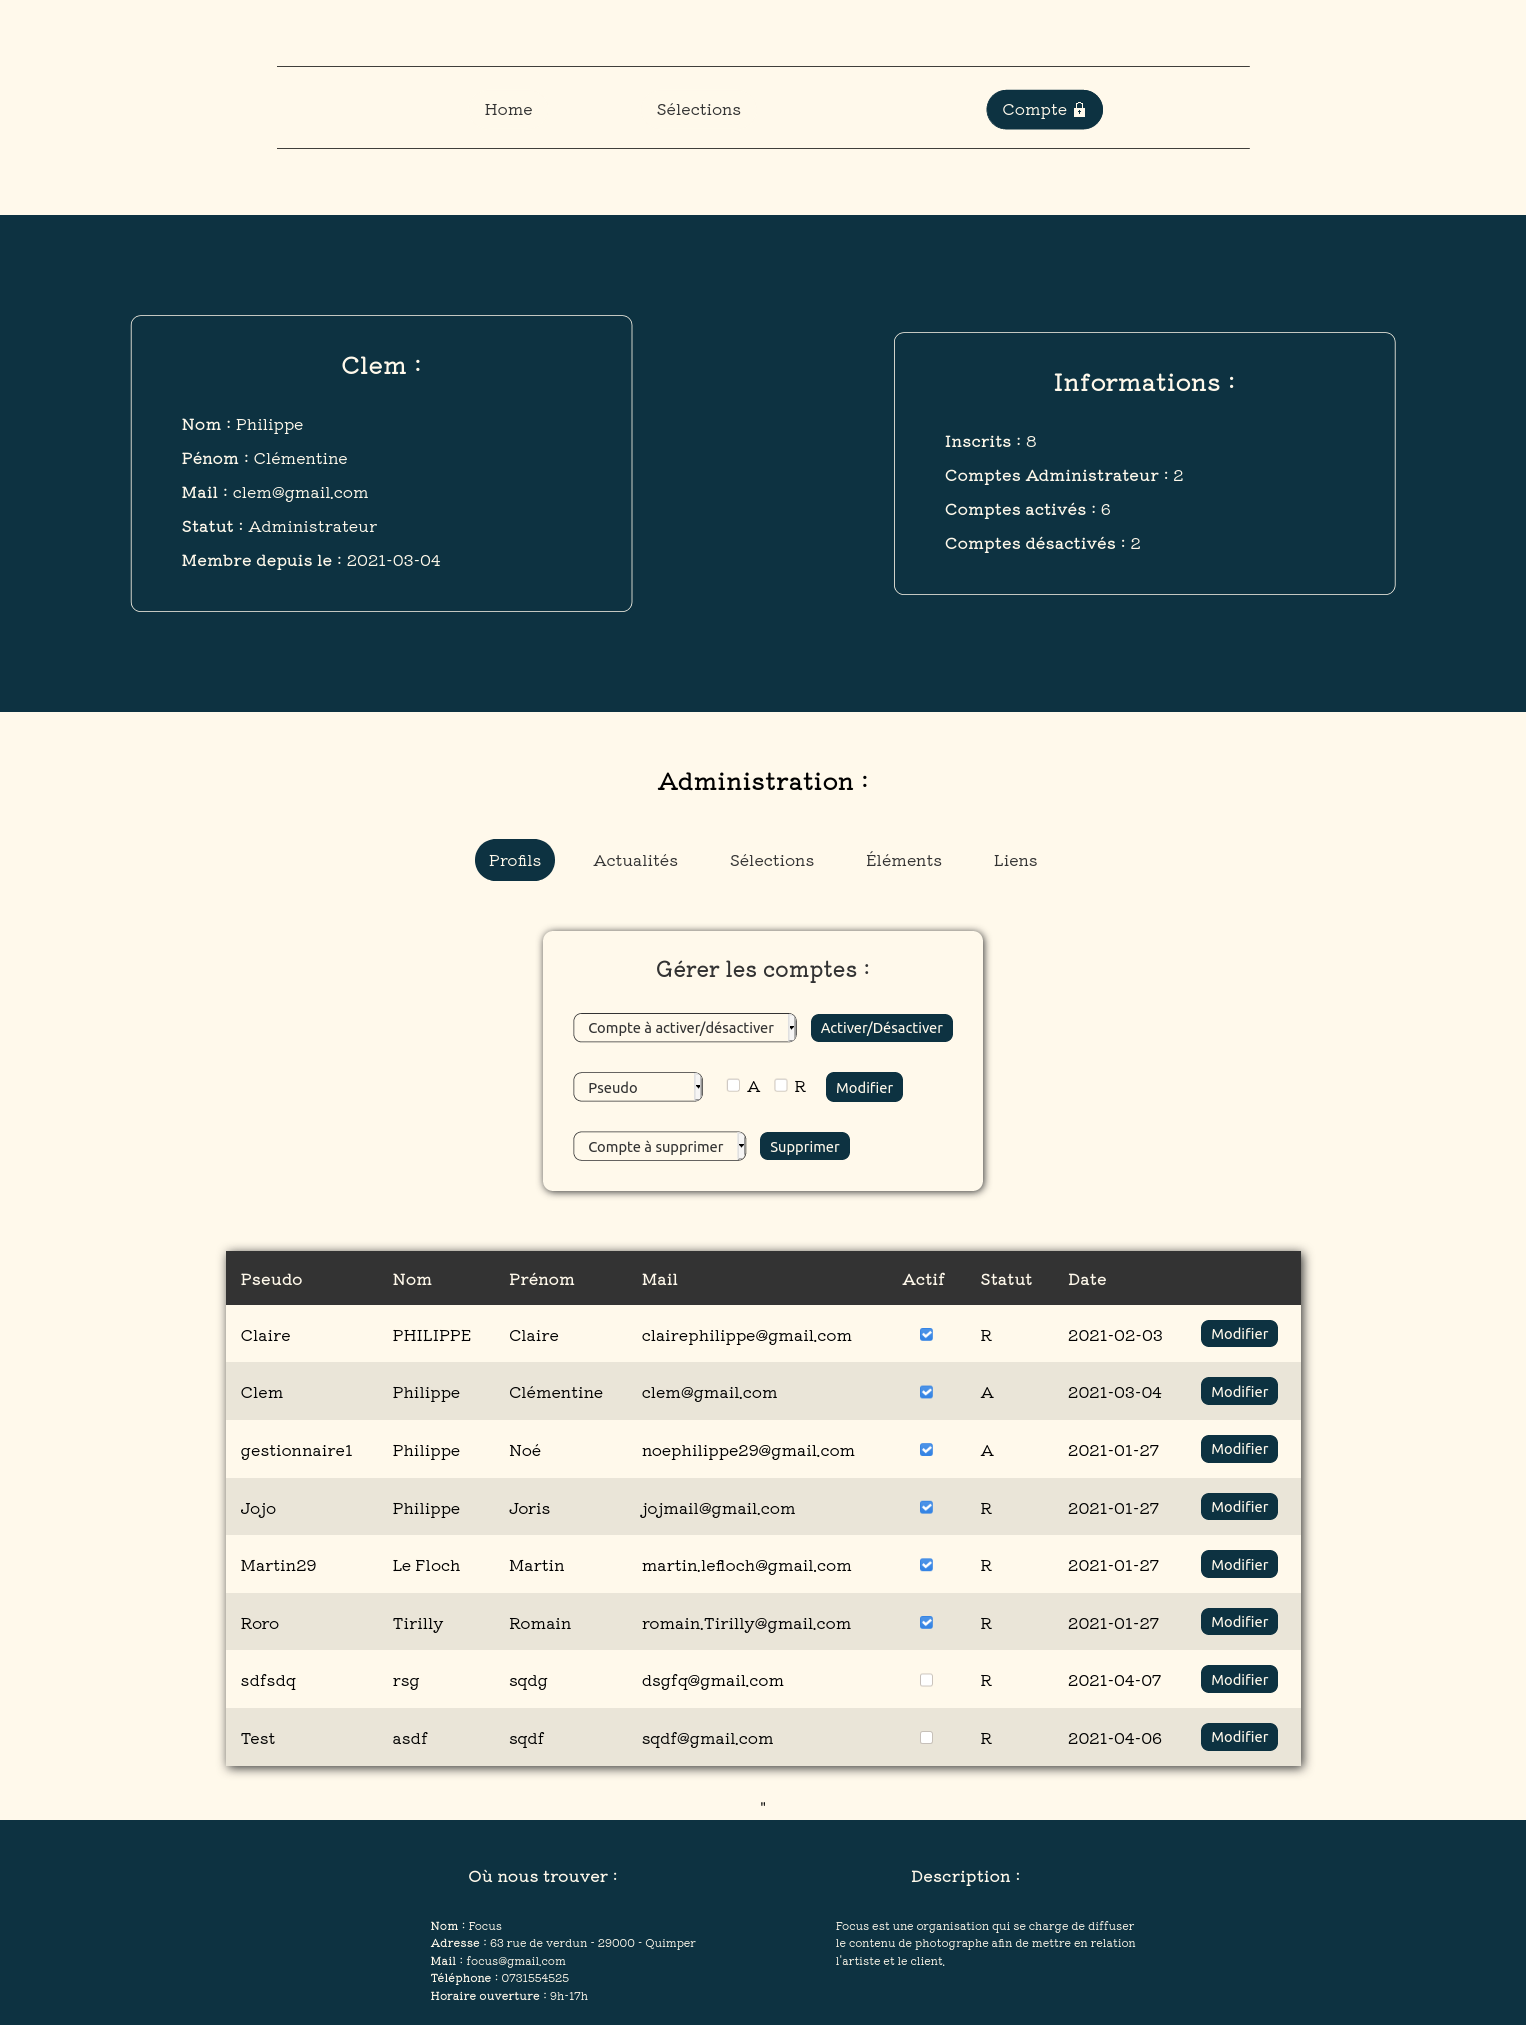 Home Sélections Compte
Clem :
Nom : Philippe
Pénom : Clémentine
Mail : clem@gmail.com
Statut : Administrateur
Membre depuis le : 2021-03-04
Informations :
Inscrits : 8
Comptes Administrateur : 2
Comptes activés : 6
Comptes désactivés : 2
Administration :
Profils Actualités Sélections Éléments Liens
Gérer les comptes :
Compte à activer/désactiver Activer/Désactiver
Pseudo A R Modifier
Compte à supprimer Supprimer
Pseudo Nom Prénom Mail Actif Statut Date
Claire PHILIPPE Claire clairephilippe@gmail.com R 2021-02-03 Modifier
Clem Philippe Clémentine clem@gmail.com A 2021-03-04 Modifier
gestionnaire1 Philippe Noé noephilippe29@gmail.com A 2021-01-27 Modifier
Jojo Philippe Joris jojmail@gmail.com R 2021-01-27 Modifier
Martin29 Le Floch Martin martin.lefloch@gmail.com R 2021-01-27 Modifier
Roro Tirilly Romain romain.Tirilly@gmail.com R 2021-01-27 Modifier
sdfsdq rsg sqdg dsgfq@gmail.com R 2021-04-07 Modifier
Test asdf sqdf sqdf@gmail.com R 2021-04-06 Modifier
"
Où nous trouver :
Nom : Focus
Adresse : 63 rue de verdun - 29000 - Quimper
Mail : focus@gmail.com
Téléphone : 0731554525
Horaire ouverture : 9h-17h
Description :
Focus est une organisation qui se charge de diffuser
le contenu de photographe afin de mettre en relation
l'artiste et le client.